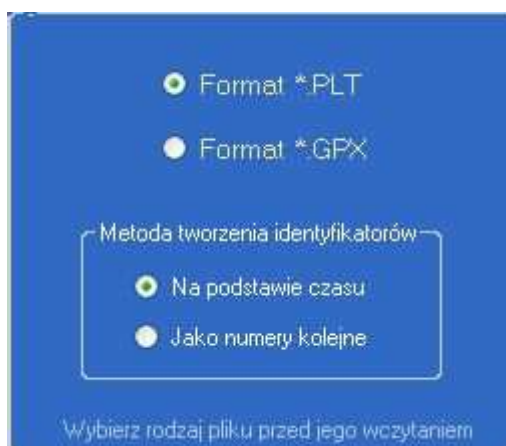 Format *.PLT
Format *.GPX
Metoda tworzenia identyfikatorów
Na podstawie czasu
Jako numery kolejne
Wybierz rodzaj pliku przed jego wczytaniem